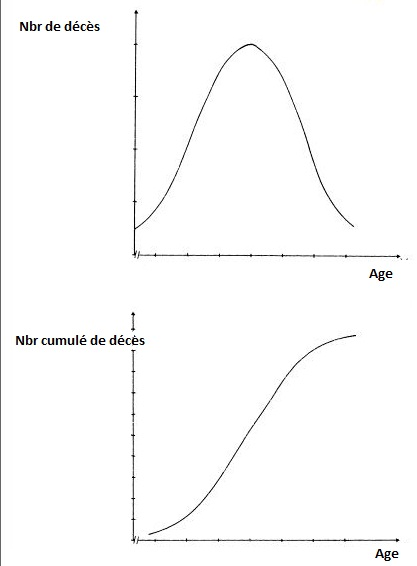 Nbr de décès
Age
Nbr cumulé de décès
Age